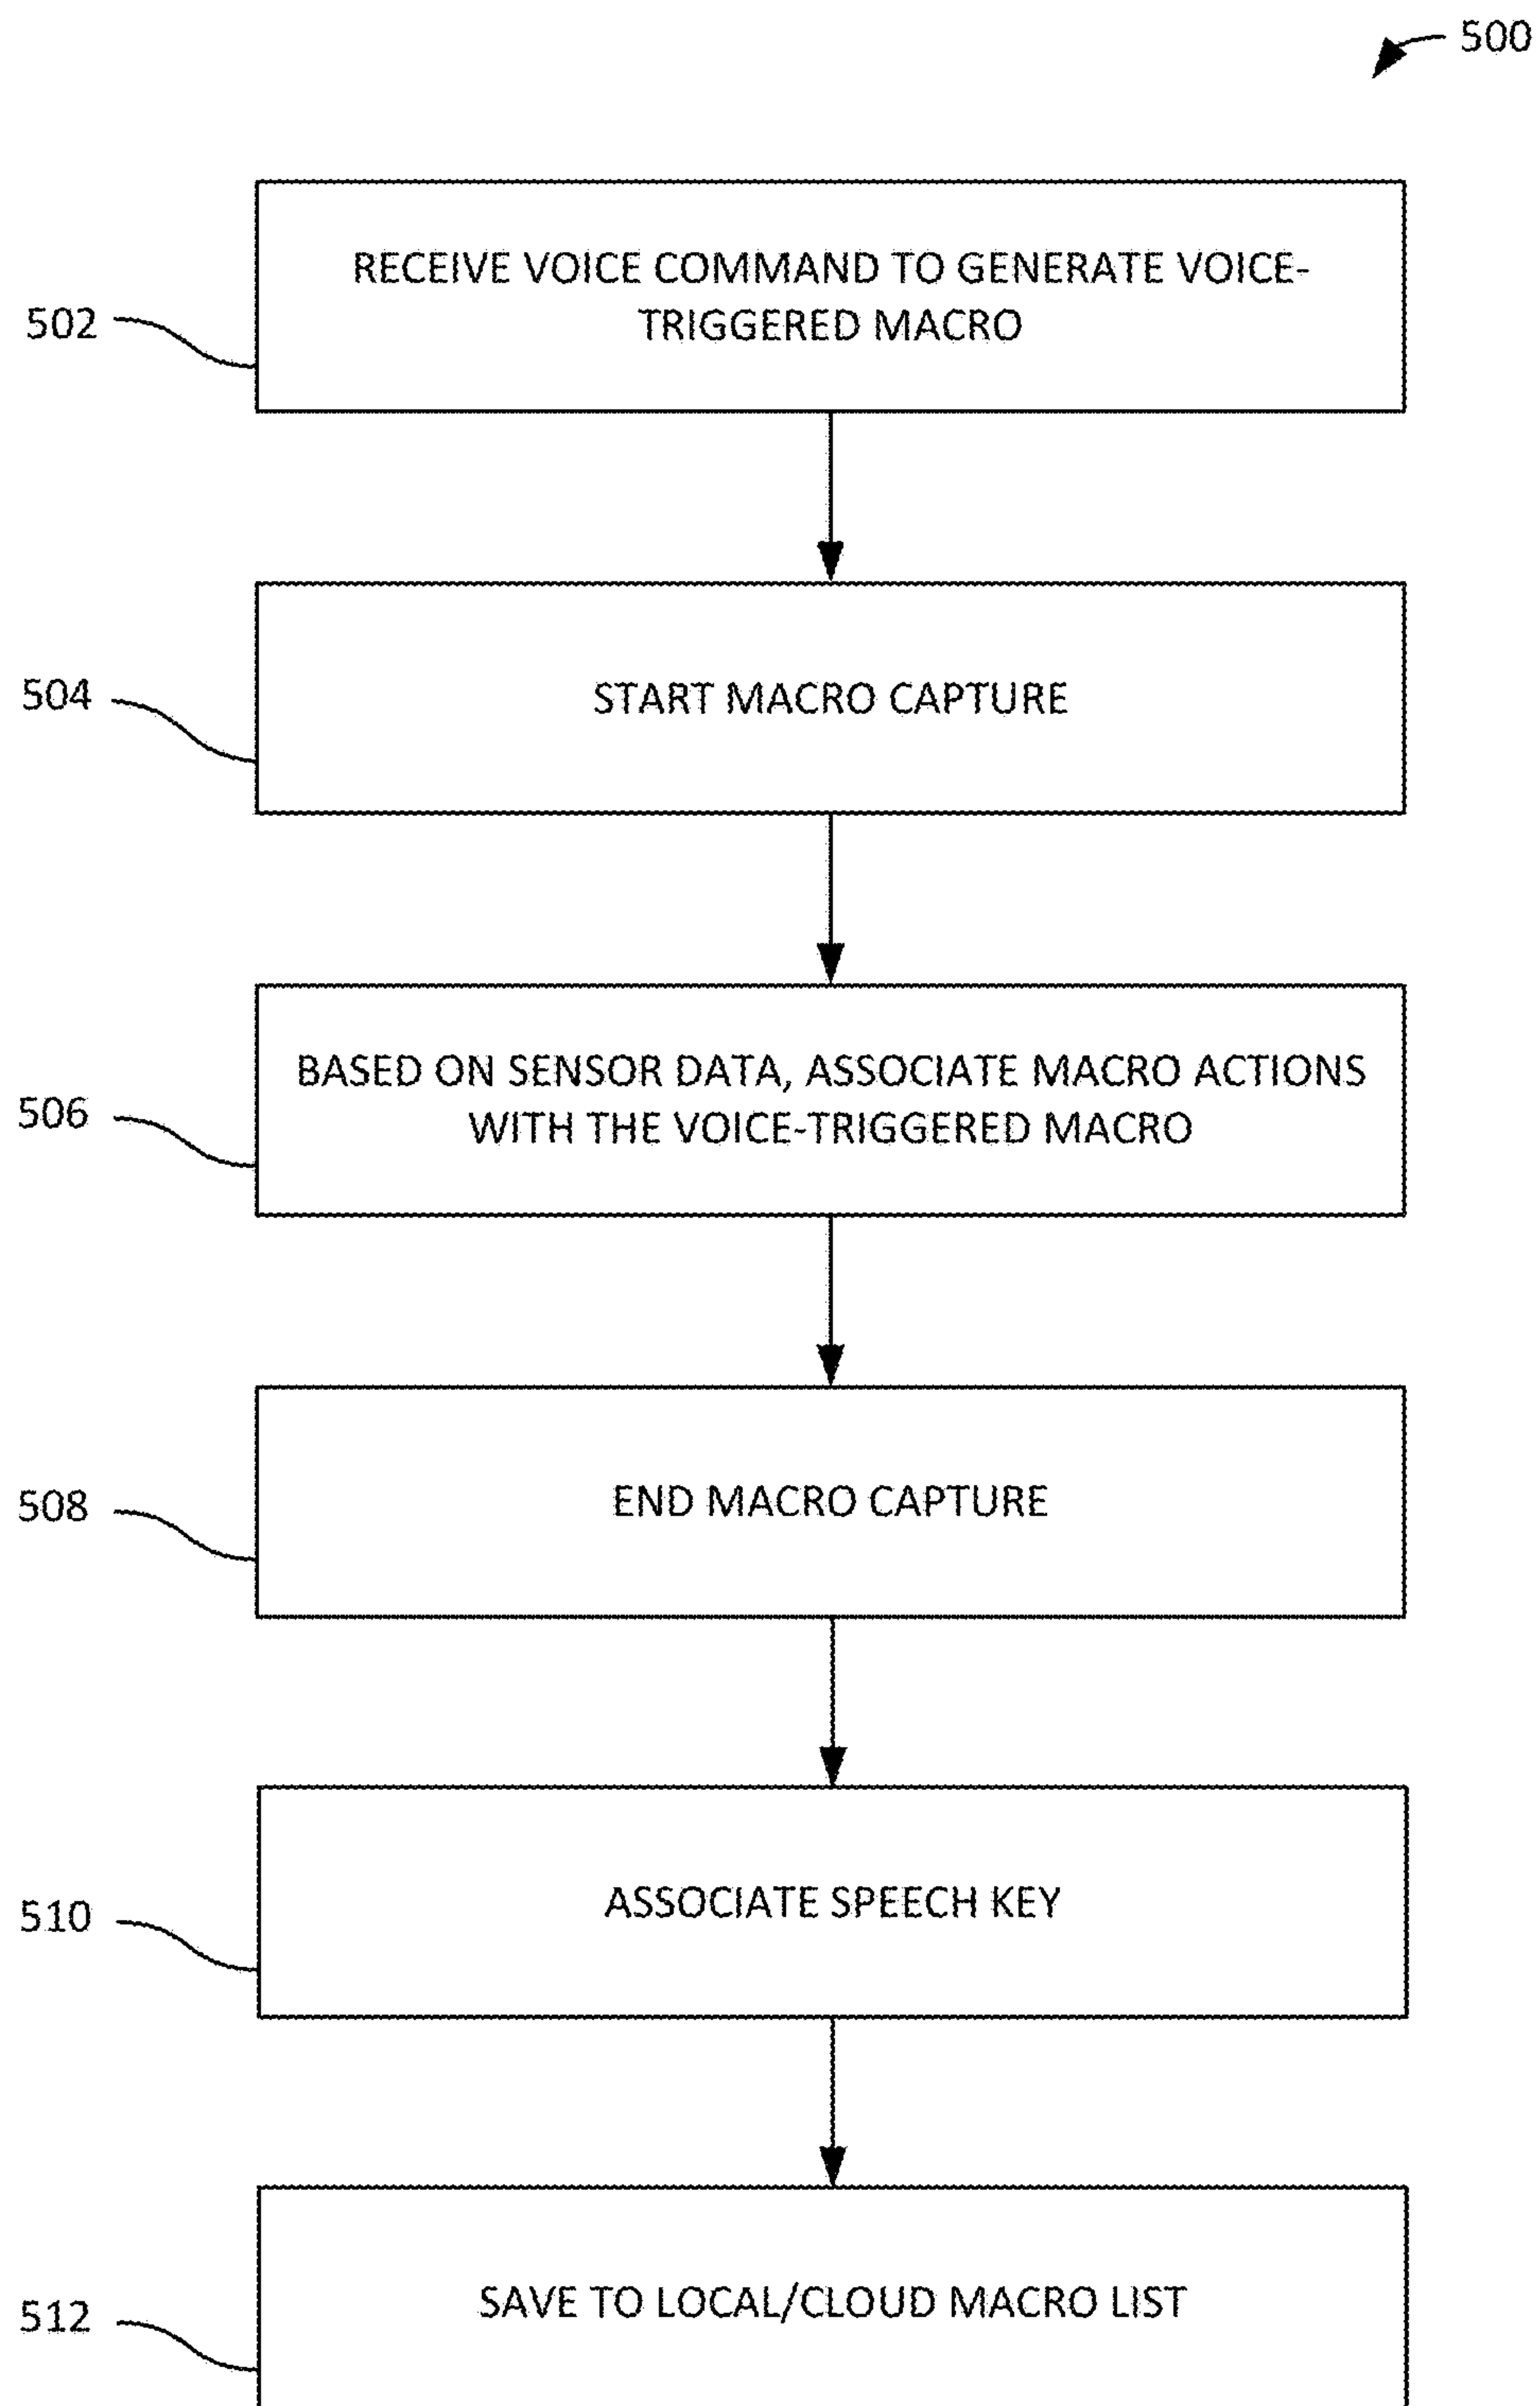 500
RECEIVE VOICE COMMAND TO GENERATE VOICE-
TRIGGERED MACRO
502
START MACRO CAPTURE
504
BASED ON SENSOR DATA, ASSOCIATE MACRO ACTIONS
WITH THE VOICE-TRIGGERED MACRO
506
END MACRO CAPTURE
508
ASSOCIATE SPEECH KEY
510
SAVE TO LOCAL/CLOUD MACRO LIST
512